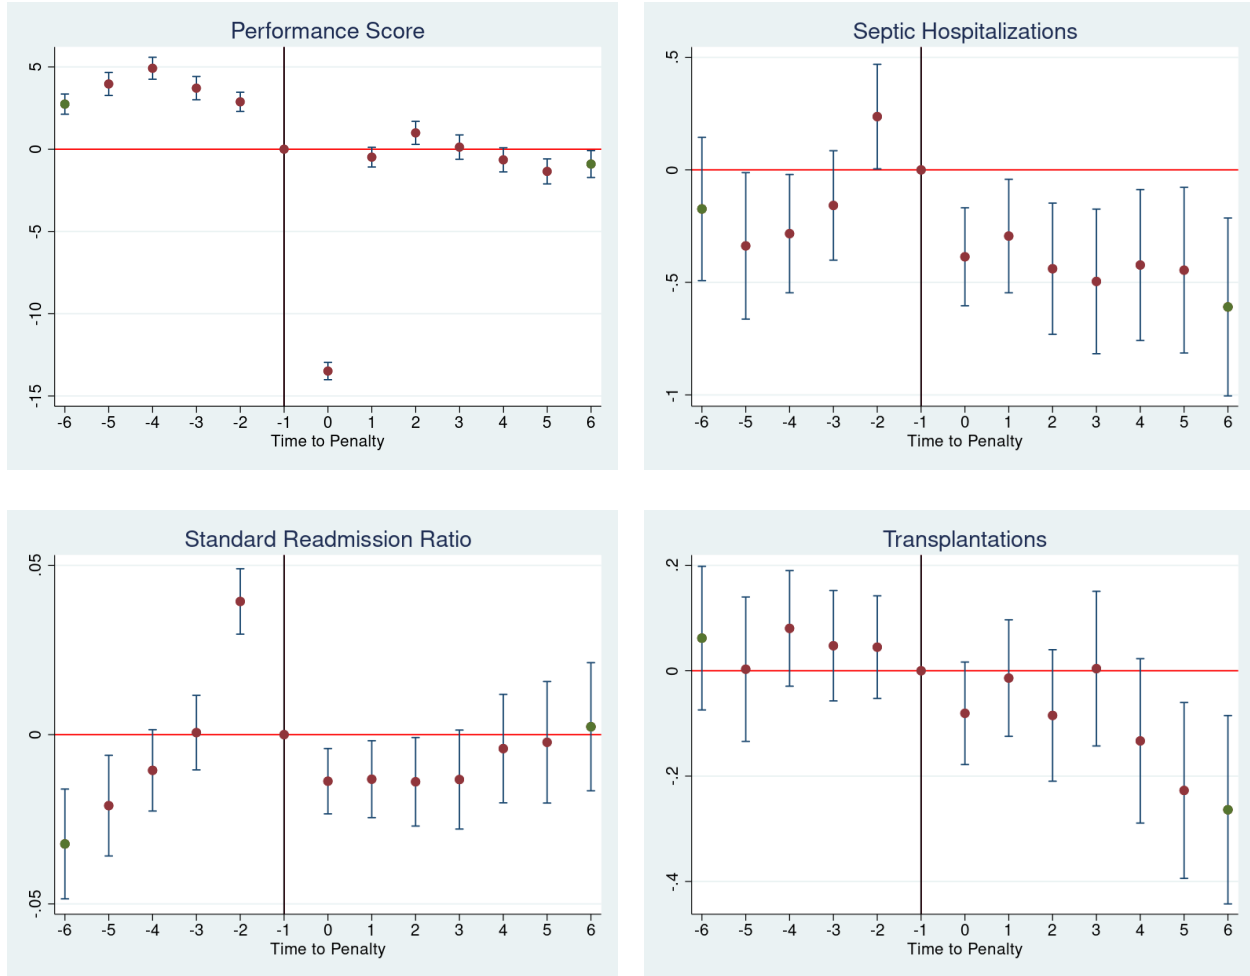 Performance Score
5
0
-5
-10
-15
-6 -5 -4 -3 -2 -1 0 1 2 3 4 5 6
Time to Penalty
Septic Hospitalizations
.5
0
-.5
-1
-6 -5 -4 -3 -2 -1 0 1 2 3 4 5 6
Time to Penalty
Standard Readmission Ratio
.05
0
-.05
-6 -5 -4 -3 -2 -1 0 1 2 3 4 5 6
Time to Penalty
Transplantations
.2
0
-.2
-.4
-6 -5 -4 -3 -2 -1 0 1 2 3 4 5 6
Time to Penalty